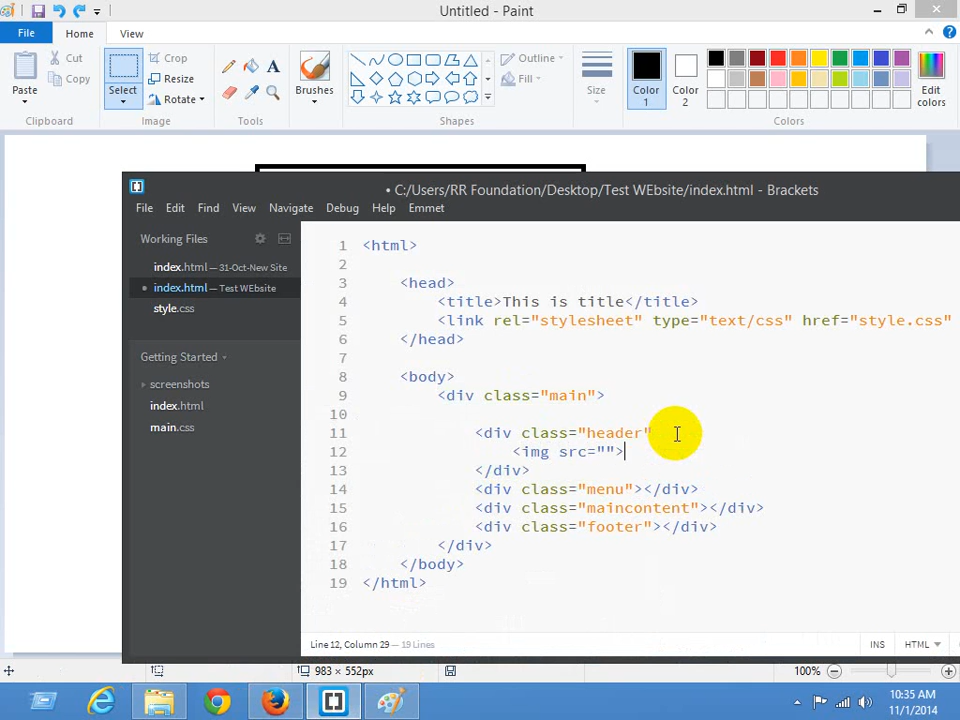 Untitled - Paint
File
Home
View
Paste
Cut
Copy
Clipboard
Select
Crop
Resize
Rotate
Image
A
Tools
Brushes
Outline
Fill
Shapes
Size
Color 1
Color 2
Edit colors
Colors
• C:/Users/RR Foundation/Desktop/Test WEbsite/index.html - Brackets
File Edit Find View Navigate Debug Help Emmet
Working Files
index.html — 31-Oct-New Site
index.html — Test WEbsite
style.css
Getting Started
screenshots
index.html
main.css
1 <html>
2
3 <head>
4 <title>This is title</title>
5 <link rel="stylesheet" type="text/css" href="style.css"
6 </head>
7
8 <body>
9 <div class="main">
10
11 <div class="header"
12 <img src="">
13 </div>
14 <div class="menu"></div>
15 <div class="maincontent"></div>
16 <div class="footer"></div>
17 </div>
18 </body>
19 </html>
Line 12, Column 29 — 19 Lines
INS
HTML
983 × 552px
100%
10:35 AM
11/1/2014